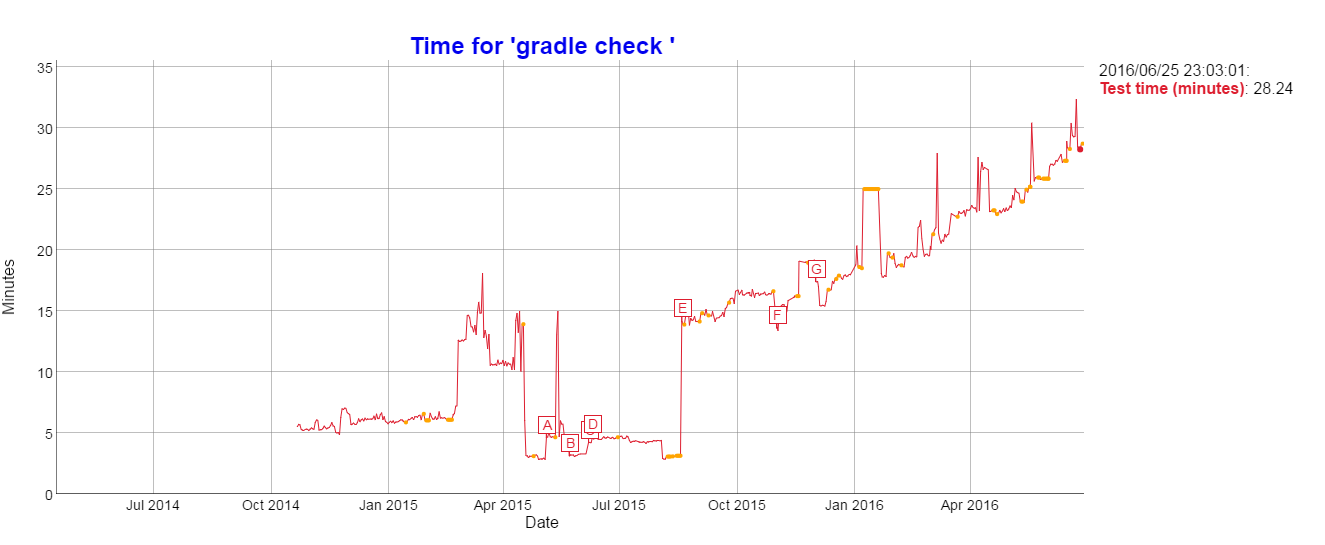 Time for 'gradle check '
2016/06/25 23:03:01:
Test time (minutes): 28.24
35
30
25
20
15
10
5
0
Minutes
A
B
D
E
F
G
Jul 2014
Oct 2014
Jan 2015
Apr 2015
Jul 2015
Oct 2015
Jan 2016
Apr 2016
Date